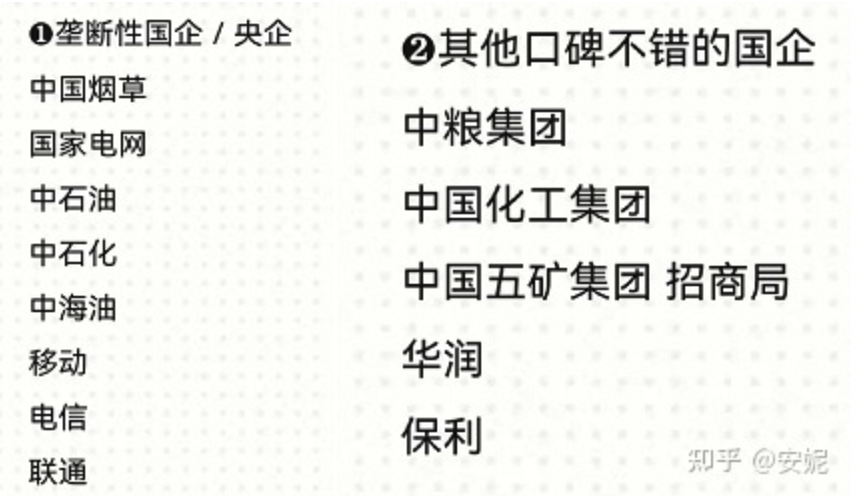 ❶垄断性国企 / 央企
中国烟草
国家电网
中石油
中石化
中海油
移动
电信
联通
❷其他口碑不错的国企
中粮集团
中国化工集团
中国五矿集团 招商局
华润
保利
知乎 @安妮